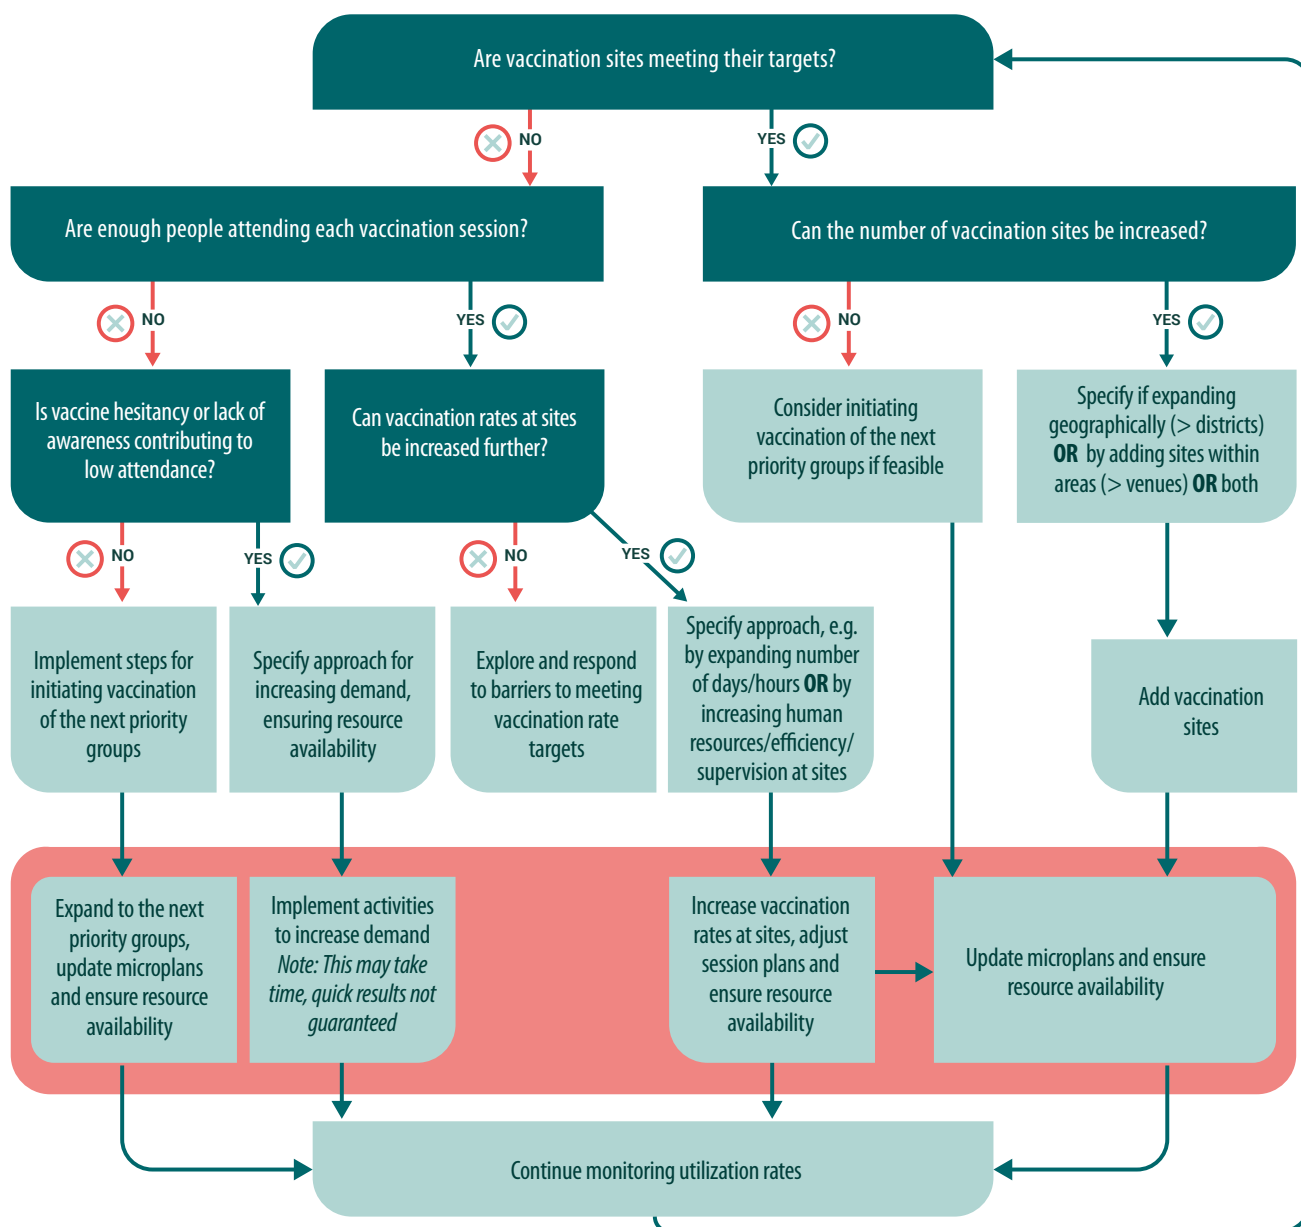 Are vaccination sites meeting their targets?
NO
YES
Are enough people attending each vaccination session?
Can the number of vaccination sites be increased?
NO
YES
NO
YES
Is vaccine hesitancy or lack of
awareness contributing to
low attendance?
Can vaccination rates at sites
be increased further?
Consider initiating
vaccination of the next
priority groups if feasible
Specify if expanding
geographically (> districts)
OR by adding sites within
areas (> venues) OR both
NO
YES
NO
YES
Implement steps for
initiating vaccination
of the next priority
groups
Specify approach for
increasing demand,
ensuring resource
availability
Explore and respond
to barriers to meeting
vaccination rate
targets
Specify approach, e.g.
by expanding number
of days/hours OR by
increasing human
resources/efficiency/
supervision at sites
Add vaccination
sites
Expand to the next
priority groups,
update microplans
and ensure resource
availability
Implement activities
to increase demand
Note: This may take
time, quick results not
guaranteed
Increase vaccination
rates at sites, adjust
session plans and
ensure resource
availability
Update microplans and ensure
resource availability
Continue monitoring utilization rates